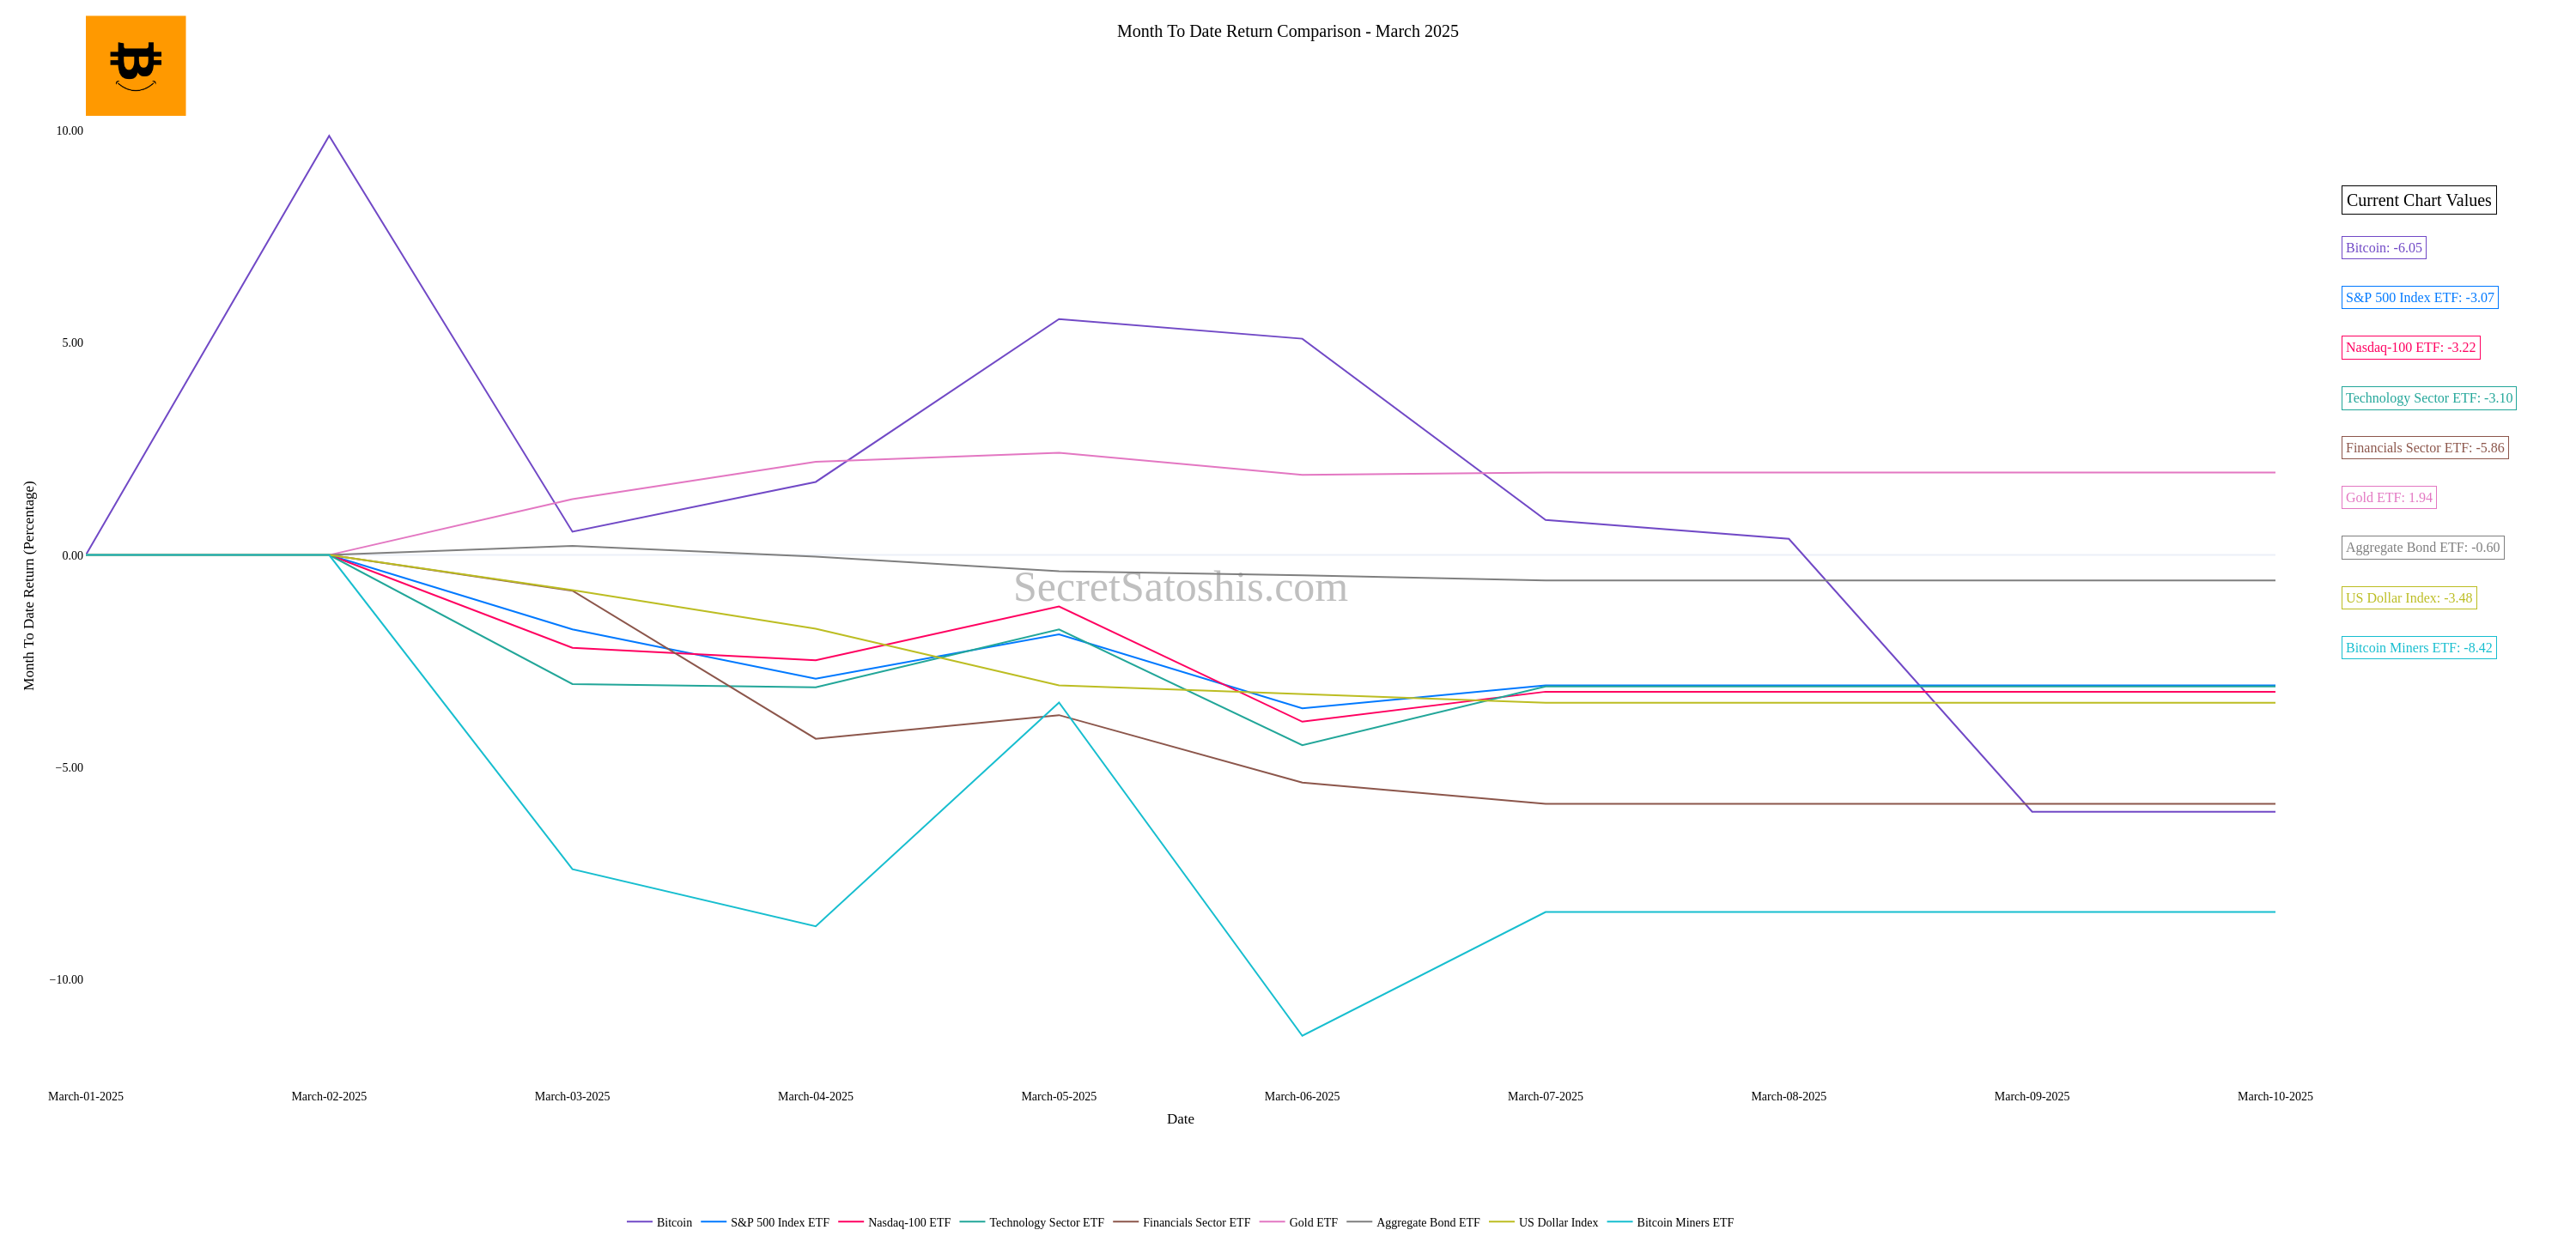 Month To Date Return Comparison - March 2025
10.00
5.00
0.00
−5.00
−10.00
Month To Date Return (Percentage)
SecretSatoshis.com
Current Chart Values
Bitcoin: -6.05
S&P 500 Index ETF: -3.07
Nasdaq-100 ETF: -3.22
Technology Sector ETF: -3.10
Financials Sector ETF: -5.86
Gold ETF: 1.94
Aggregate Bond ETF: -0.60
US Dollar Index: -3.48
Bitcoin Miners ETF: -8.42
March-01-2025 March-02-2025 March-03-2025 March-04-2025 March-05-2025 March-06-2025 March-07-2025 March-08-2025 March-09-2025 March-10-2025
Date
Bitcoin S&P 500 Index ETF Nasdaq-100 ETF Technology Sector ETF Financials Sector ETF Gold ETF Aggregate Bond ETF US Dollar Index Bitcoin Miners ETF